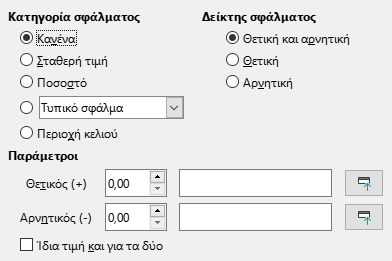 Κατηγορία σφάλματος Δείκτης σφάλματος
Κανένα Θετική και αρνητική
Σταθερή τιμή Θετική
Ποσοστό Αρνητική
Τυπικό σφάλμα
Περιοχή κελιού
Παράμετροι
Θετικός (+) 0,00
Αρνητικός (-) 0,00
Ίδια τιμή και για τα δύο